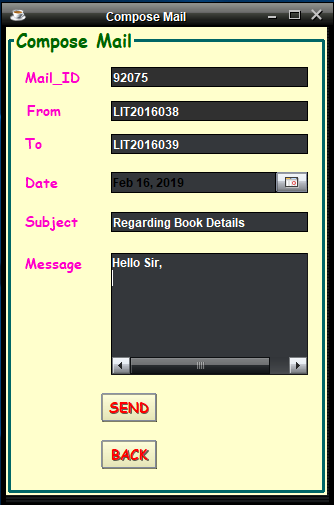 Compose Mail
Compose Mail
Mail_ID 92075
From LIT2016038
To LIT2016039
Date Feb 16, 2019
Subject Regarding Book Details
Message Hello Sir,
SEND
BACK